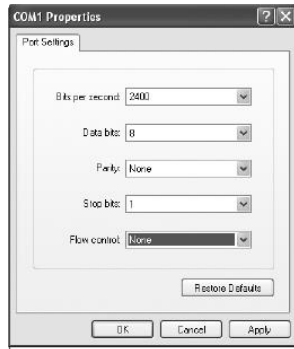 COM1 Properties
Port Settings
Bits per second: 2400
Data bits: 8
Parity: None
Stop bits: 1
Flow control: None
Restore Defaults
OK Cancel Apply